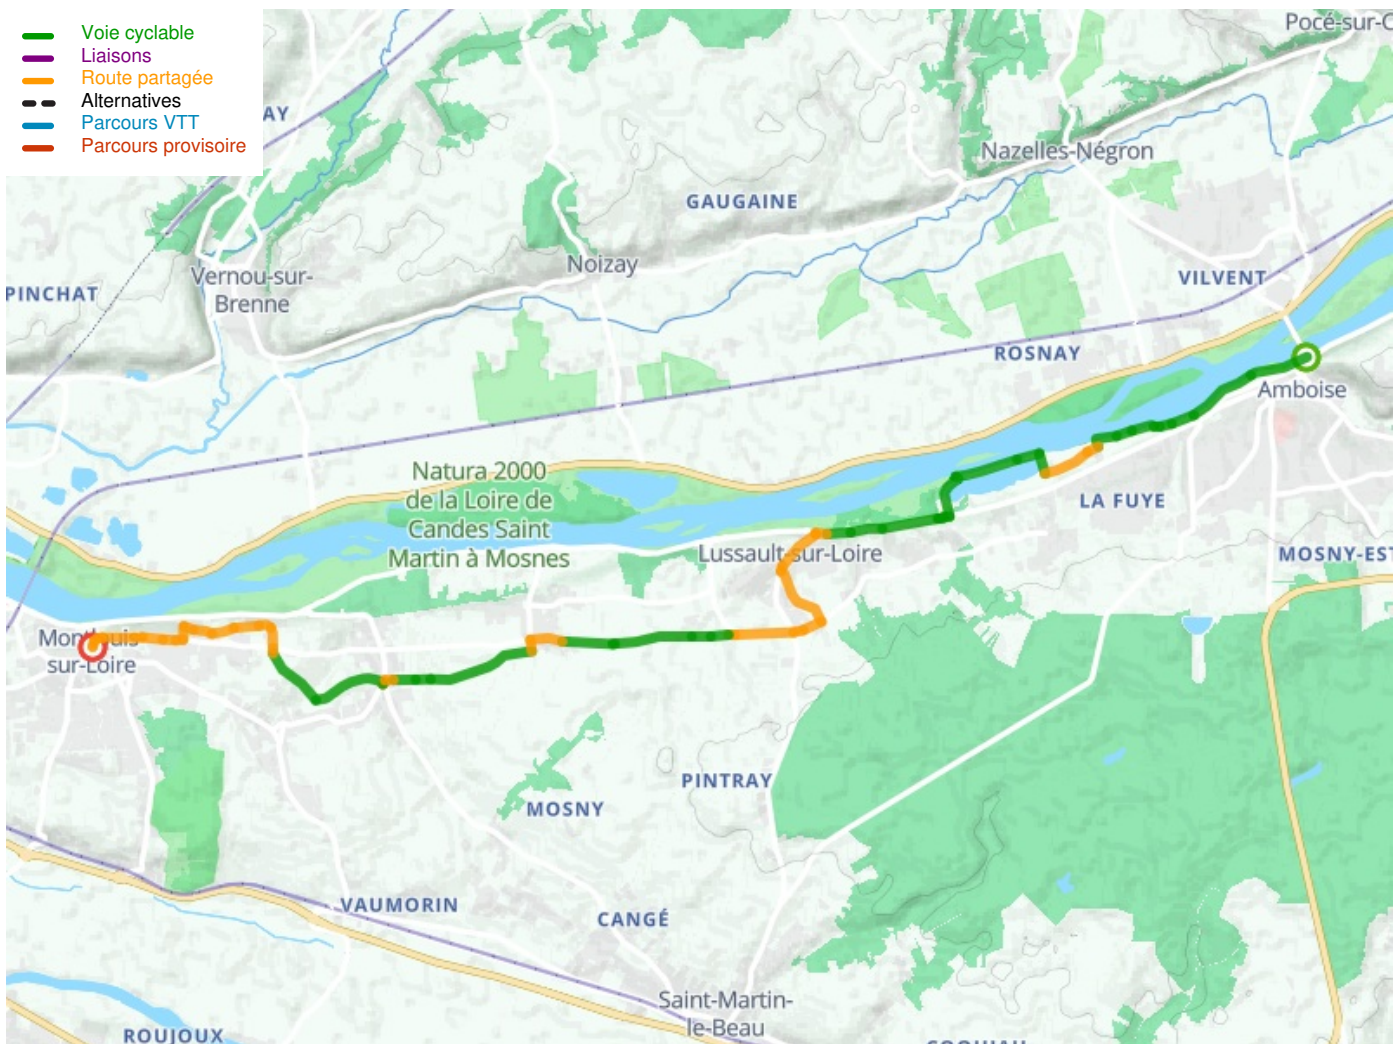 Voie cyclable
Liaisons
Route partagée
Alternatives
Parcours VTT
Parcours provisoire
Pocé-sur-C
AY
Nazelles-Négron
GAUGAINE
Noizay
Vernou-sur-
Brenne
VILVENT
PINCHAT
ROSNAY
Amboise
Natura 2000
de la Loire de
Candes Saint
Martin à Mosnes
LA FUYE
Lussault-sur-Loire
MOSNY-EST
Montlouis-
sur-Loire
PINTRAY
MOSNY
VAUMORIN
CANGÉ
Saint-Martin-
le-Beau
ROUJOUX